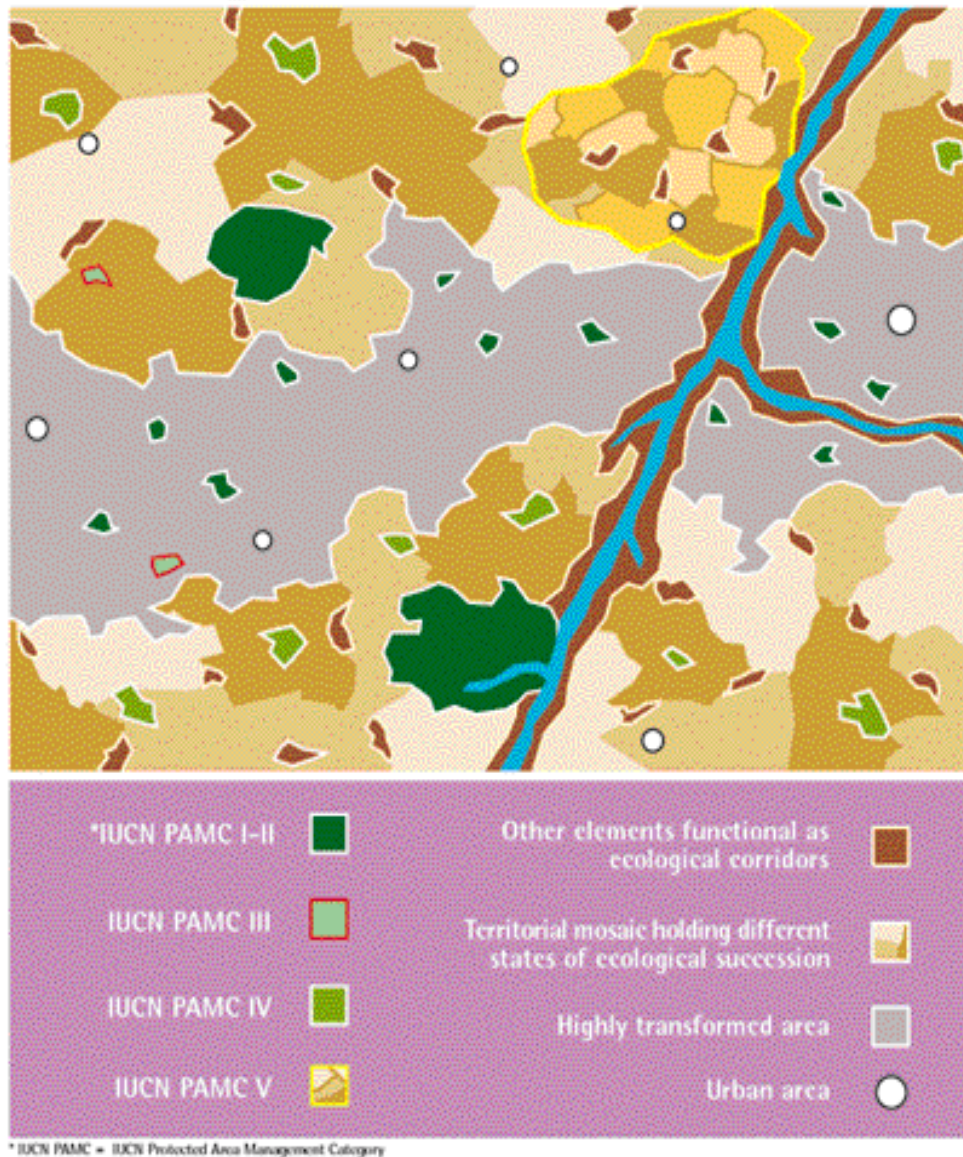 *IUCN PAMC I-II
IUCN PAMC III
IUCN PAMC IV
IUCN PAMC V
Other elements functional as
ecological corridors
Territorial mosaic holding different
states of ecological succession
Highly transformed area
Urban area
* IUCN PAMC = IUCN Protected Area Management Category